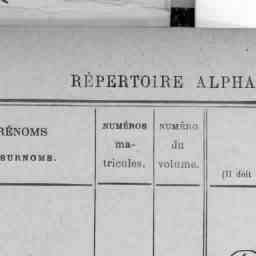 RÉPERTOIRE ALPHA
RÉNOMS
SURNOMS.
NUMÉROS
ma-
tricules.
NUMÉRO
du
volume.
(Il doit